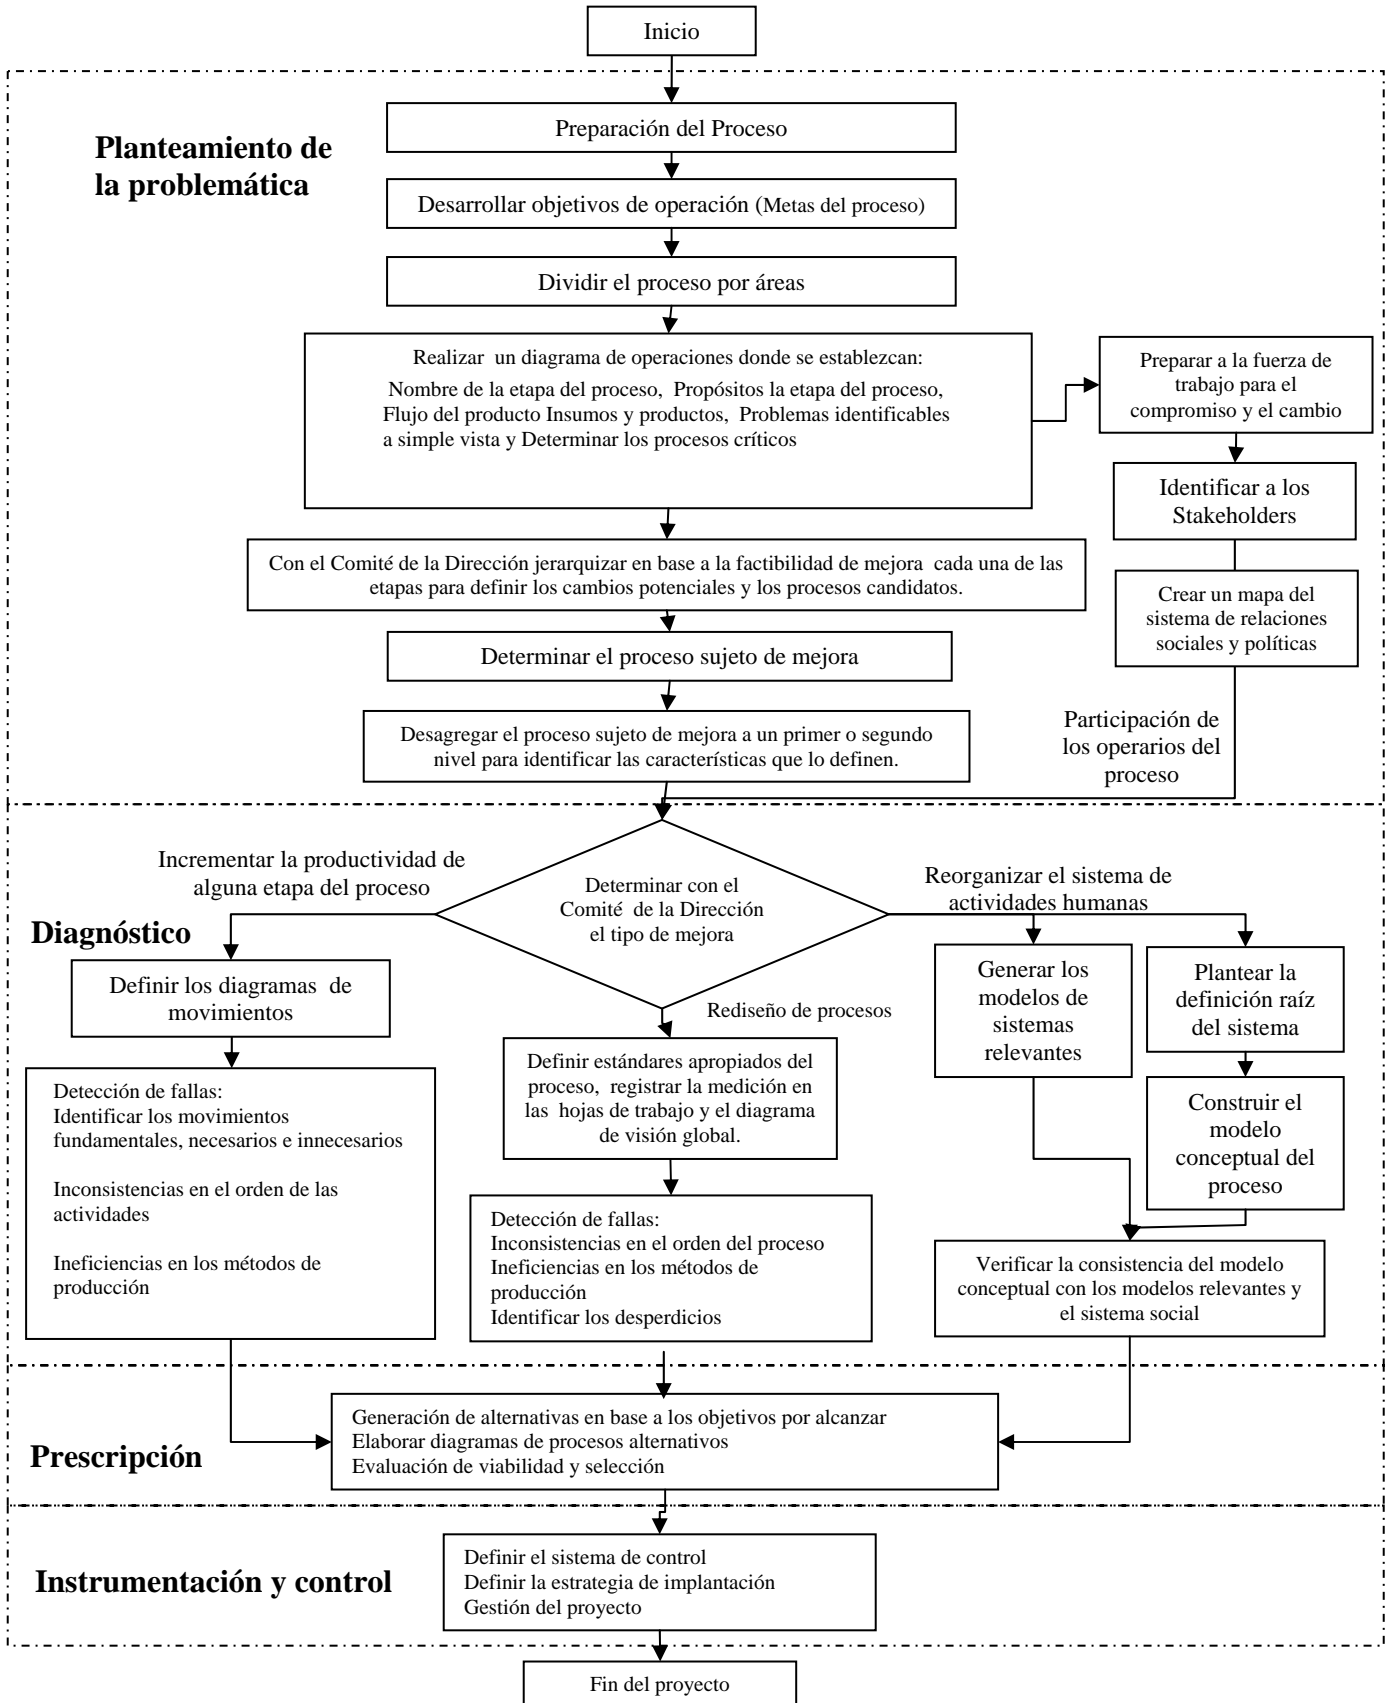 Inicio
Planteamiento de
la problemática
Preparación del Proceso
Desarrollar objetivos de operación (Metas del proceso)
Dividir el proceso por áreas
Realizar un diagrama de operaciones donde se establezcan:
Nombre de la etapa del proceso, Propósitos la etapa del proceso,
Flujo del producto Insumos y productos, Problemas identificables
a simple vista y Determinar los procesos críticos
Preparar a la fuerza de
trabajo para el
compromiso y el cambio
Identificar a los
Stakeholders
Crear un mapa del
sistema de relaciones
sociales y políticas
Con el Comité de la Dirección jerarquizar en base a la factibilidad de mejora cada una de las
etapas para definir los cambios potenciales y los procesos candidatos.
Determinar el proceso sujeto de mejora
Desagregar el proceso sujeto de mejora a un primer o segundo
nivel para identificar las características que lo definen.
Participación de
los operarios del
proceso
Diagnóstico
Incrementar la productividad de
alguna etapa del proceso
Determinar con el
Comité de la Dirección
el tipo de mejora
Reorganizar el sistema de
actividades humanas
Rediseño de procesos
Definir los diagramas de
movimientos
Detección de fallas:
Identificar los movimientos
fundamentales, necesarios e innecesarios
Inconsistencias en el orden de las
actividades
Ineficiencias en los métodos de
producción
Definir estándares apropiados del
proceso, registrar la medición en
las hojas de trabajo y el diagrama
de visión global.
Detección de fallas:
Inconsistencias en el orden del proceso
Ineficiencias en los métodos de
producción
Identificar los desperdicios
Generar los
modelos de
sistemas
relevantes
Plantear la
definición raíz
del sistema
Construir el
modelo
conceptual del
proceso
Verificar la consistencia del modelo
conceptual con los modelos relevantes y
el sistema social
Prescripción
Generación de alternativas en base a los objetivos por alcanzar
Elaborar diagramas de procesos alternativos
Evaluación de viabilidad y selección
Instrumentación y control
Definir el sistema de control
Definir la estrategia de implantación
Gestión del proyecto
Fin del proyecto